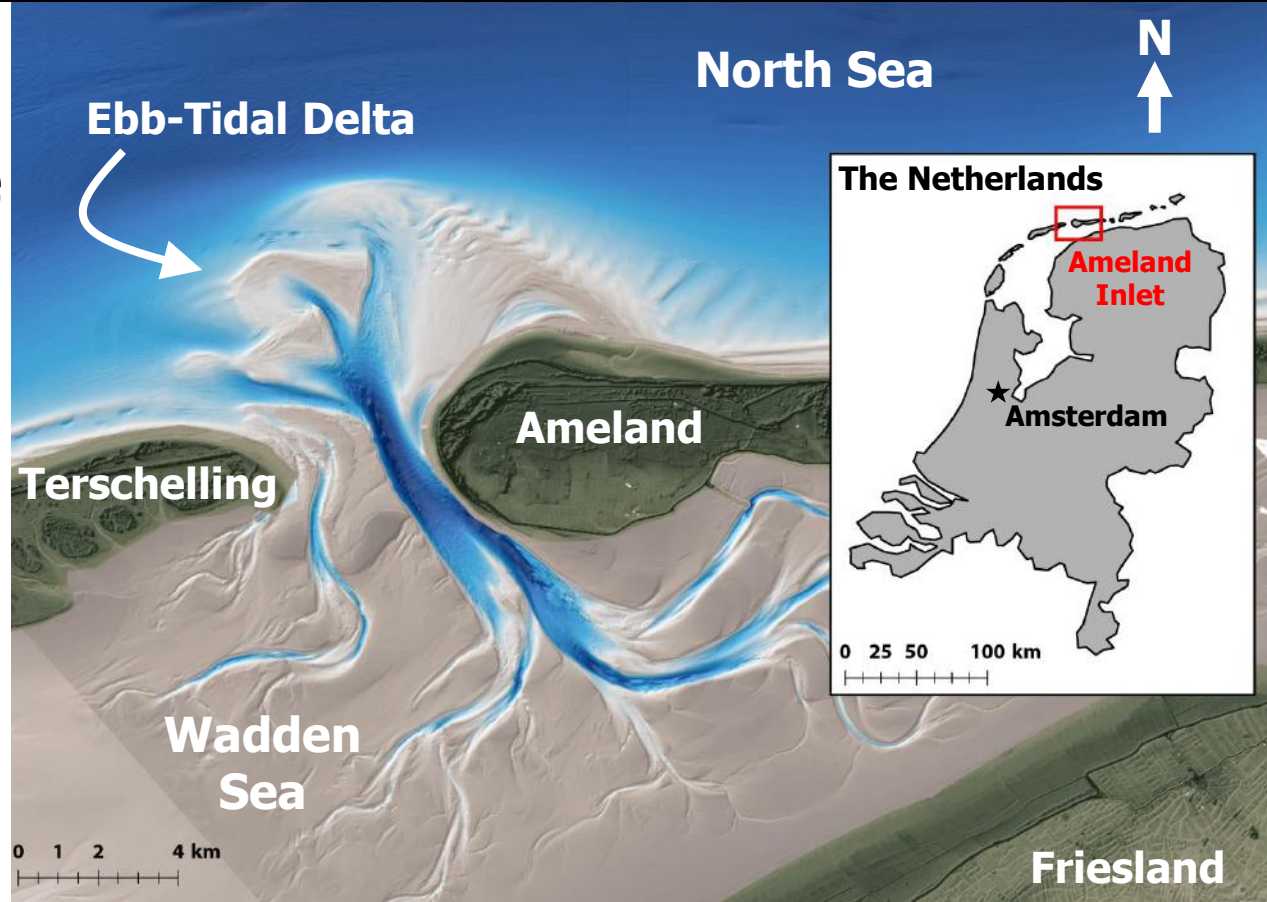 North Sea
N
Ebb-Tidal Delta
e
The Netherlands
Ameland
Inlet
Amsterdam
Ameland
Terschelling
0 25 50 100 km
Wadden
Sea
0 1 2 4 km
Friesland